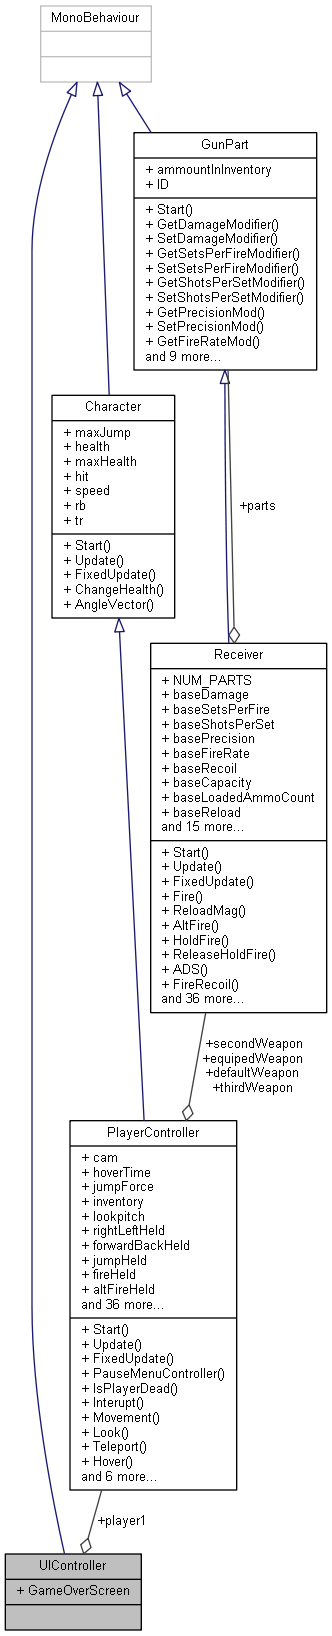 MonoBehaviour
GunPart
+ ammountInInventory
+ ID
+ Start()
+ GetDamageModifier()
+ SetDamageModifier()
+ GetSetsPerFireModifier()
+ SetSetsPerFireModifier()
+ GetShotsPerSetModifier()
+ SetShotsPerSetModifier()
+ GetPrecisionMod()
+ SetPrecisionMod()
+ GetFireRateMod()
and 9 more...
Character
+ maxJump
+ health
+ maxHealth
+ hit
+ speed
+ rb
+ tr
+ Start()
+ Update()
+ FixedUpdate()
+ ChangeHealth()
+ AngleVector()
+parts
Receiver
+ NUM_PARTS
+ baseDamage
+ baseSetsPerFire
+ baseShotsPerSet
+ basePrecision
+ baseFireRate
+ baseRecoil
+ baseCapacity
+ baseLoadedAmmoCount
+ baseReload
and 15 more...
+ Start()
+ Update()
+ FixedUpdate()
+ Fire()
+ ReloadMag()
+ AltFire()
+ HoldFire()
+ ReleaseHoldFire()
+ ADS()
+ FireRecoil()
and 36 more...
+secondWeapon
+equipedWeapon
+defaultWeapon
+thirdWeapon
PlayerController
+ cam
+ hoverTime
+ jumpForce
+ inventory
+ lookpitch
+ rightLeftHeld
+ forwardBackHeld
+ jumpHeld
+ fireHeld
+ altFireHeld
and 36 more...
+ Start()
+ Update()
+ FixedUpdate()
+ PauseMenuController()
+ IsPlayerDead()
+ Interupt()
+ Movement()
+ Look()
+ Teleport()
+ Hover()
and 6 more...
+player1
UIController
+ GameOverScreen